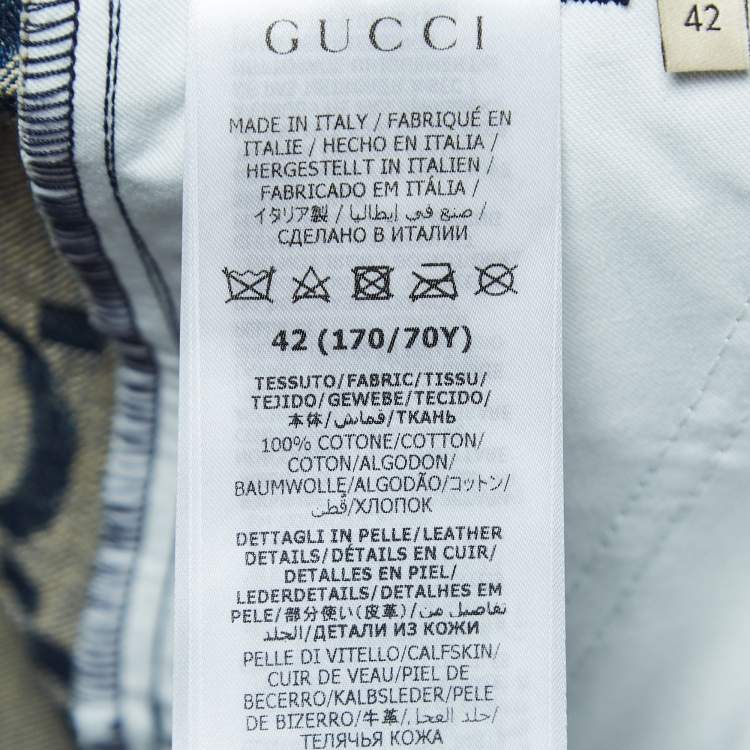 GUCCI
42
MADE IN ITALY / FABRIQUÉ EN
ITALIE / HECHO EN ITALIA /
HERGESTELLT IN ITALIEN /
FABRICADO EM ITÁLIA /
イタリア製 / صنع في إيطاليا /
СДЕЛАНО В ИТАЛИИ
42 (170/70Y)
TESSUTO/FABRIC/TISSU/
TEJIDO/GEWEBE/TECIDO/
本体/قماش/ТКАНЬ
100% COTONE/COTTON/
COTON/ALGODON/
BAUMWOLLE/ALGODÃO/コットン/
قُطن/ХЛОПОК
DETTAGLI IN PELLE/LEATHER
DETAILS/DÉTAILS EN CUIR/
DETALLES EN PIEL/
LEDERDETAILS/DETALHES EM
PELE/部分使い(皮革)/تفاصيل من
الجلد/ДЕТАЛИ ИЗ КОЖИ
PELLE DI VITELLO/CALFSKIN/
CUIR DE VEAU/PIEL DE
BECERRO/KALBSLEDER/PELE
DE BIZERRO/牛革/جلد العجل/
ТЕЛЯЧЬЯ КОЖА